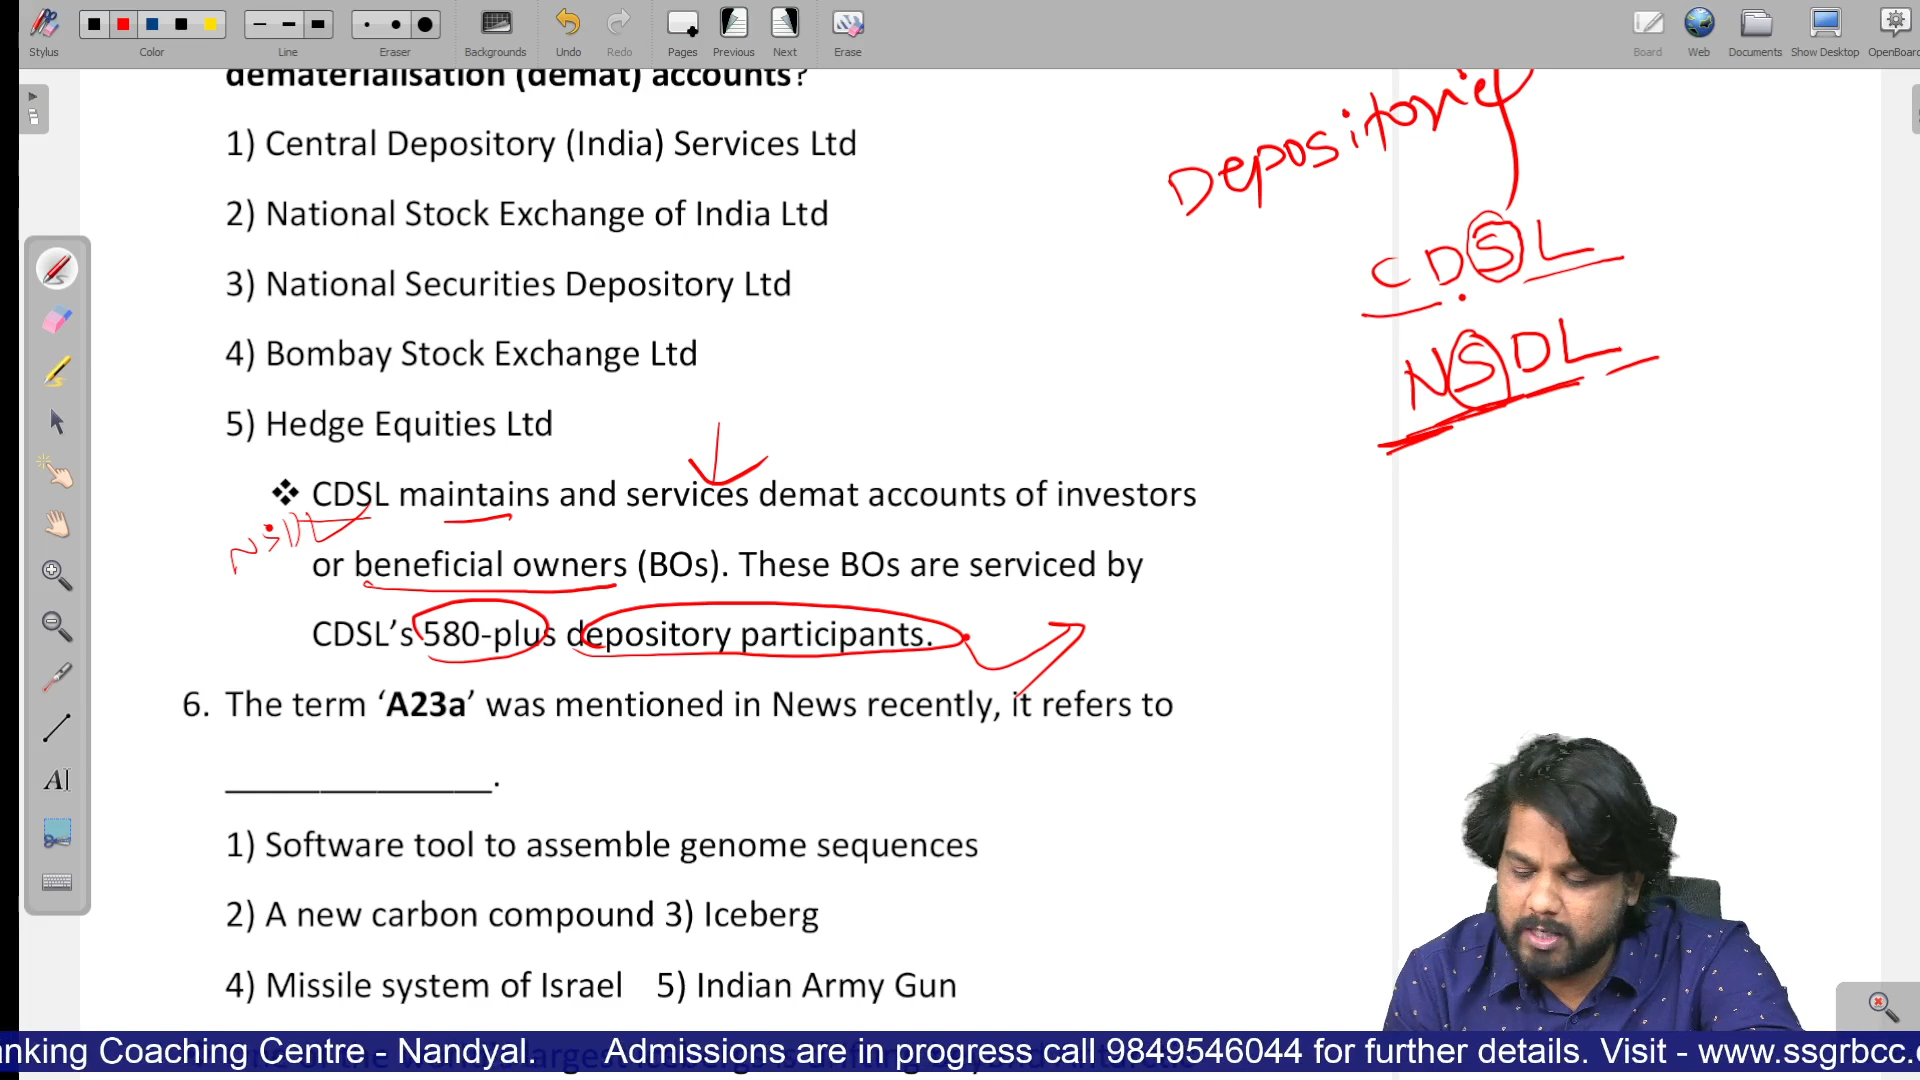 Stylus
Color
Line
Eraser
Backgrounds
Undo
Redo
Pages
Previous
Next
Erase
Board
Web
Documents
Show Desktop
OpenBoard
dematerialisation (demat) accounts?
1) Central Depository (India) Services Ltd
2) National Stock Exchange of India Ltd
3) National Securities Depository Ltd
4) Bombay Stock Exchange Ltd
5) Hedge Equities Ltd
Depositories
CDSL
NSDL
❖ CDSL maintains and services demat accounts of investors
NSDL
or beneficial owners (BOs). These BOs are serviced by
CDSL’s 580-plus depository participants.
6. The term ‘A23a’ was mentioned in News recently, it refers to
______________.
1) Software tool to assemble genome sequences
2) A new carbon compound 3) Iceberg
4) Missile system of Israel 5) Indian Army Gun
anking Coaching Centre - Nandyal. Admissions are in progress call 9849546044 for further details. Visit - www.ssgrbcc.c